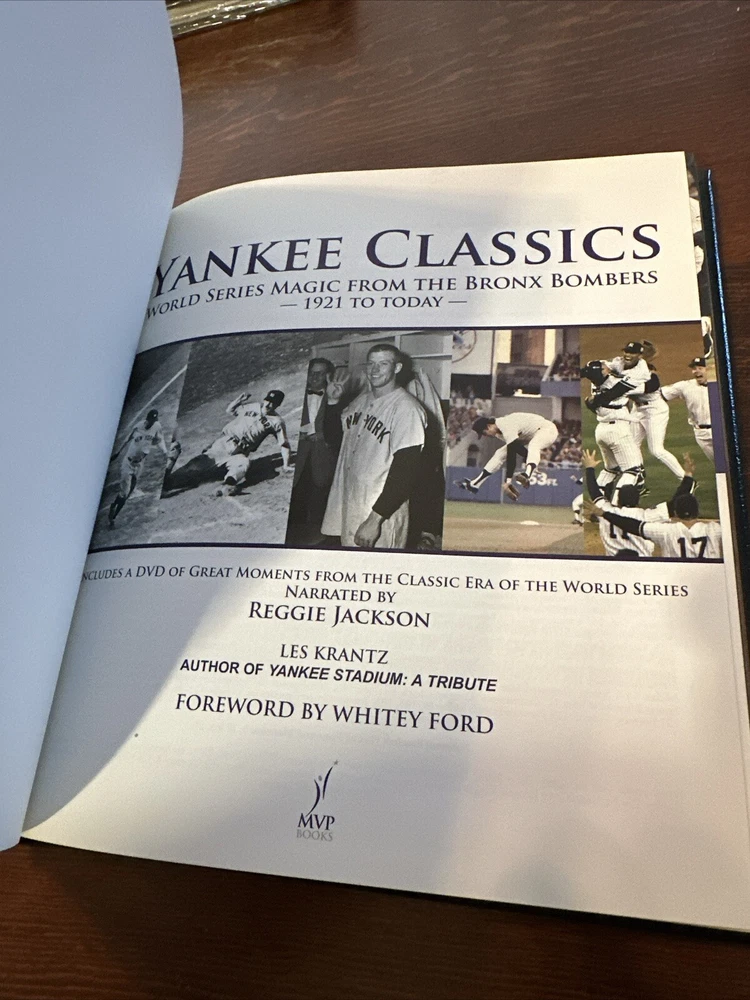 YANKEE CLASSICS
WORLD SERIES MAGIC FROM THE BRONX BOMBERS
— 1921 TO TODAY —
NEW YORK
53FT.
17
INCLUDES A DVD OF GREAT MOMENTS FROM THE CLASSIC ERA OF THE WORLD SERIES
NARRATED BY
REGGIE JACKSON
LES KRANTZ
AUTHOR OF YANKEE STADIUM: A TRIBUTE
FOREWORD BY WHITEY FORD
MVP
BOOKS